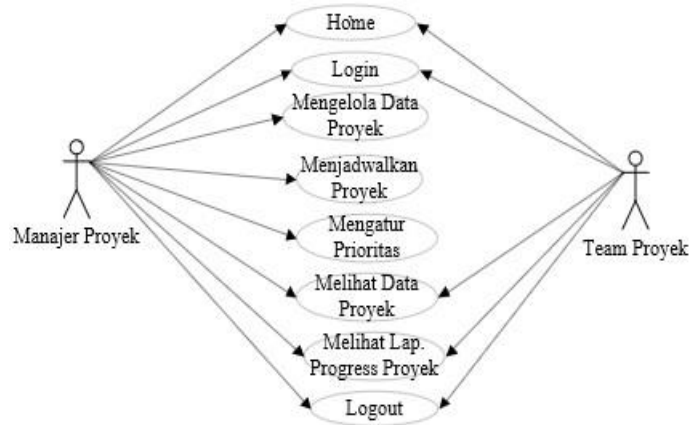 Home
Login
Mengelola Data
Proyek
Menjadwalkan
Proyek
Manajer Proyek
Mengatur
Prioritas
Team Proyek
Melihat Data
Proyek
Melihat Lap.
Progress Proyek
Logout